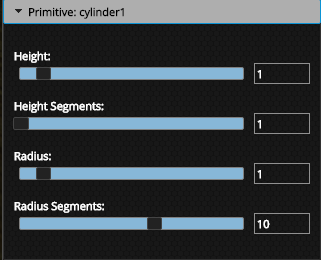 Primitive: cylinder1
Height:
1
Height Segments:
1
Radius:
1
Radius Segments:
10